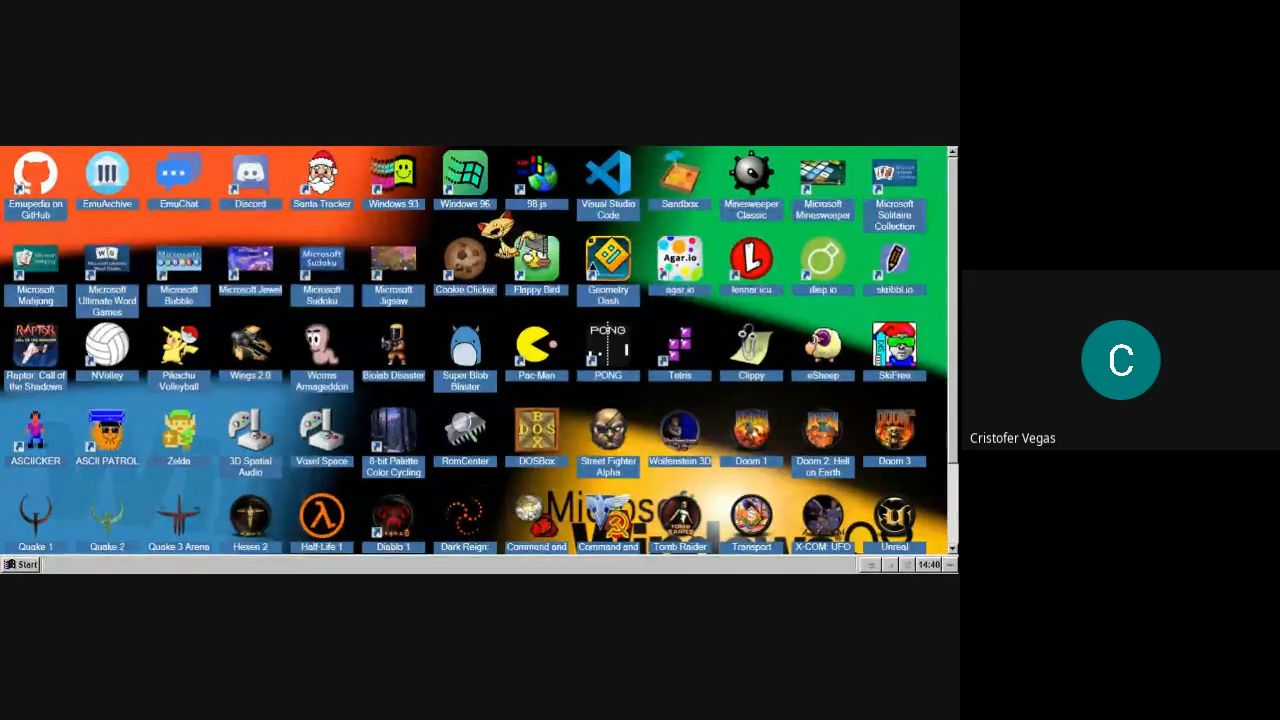 Emupedia on
GitHub
EmuArchive
EmuChat
Discord
Santa Tracker
Windows 93
Windows 96
98.js
Visual Studio
Code
Sandbox
Minesweeper
Classic
Microsoft
Minesweeper
Microsoft
Solitaire
Collection
Microsoft
Mahjong
Microsoft
Ultimate Word
Games
Microsoft
Bubble
Microsoft Jewel
Microsoft
Sudoku
Microsoft
Sudoku
Microsoft
Jigsaw
Cookie Clicker
Flappy Bird
Geometry
Dash
Agar.io
agar.io
lenner.icu
diep.io
skribbl.io
RAPTOR
Raptor: Call of
the Shadows
NVolley
Pikachu
Volleyball
Wings 2.0
Worms
Armageddon
Biolab Disaster
Super Blob
Blaster
Pac-Man
PONG
PONG
Tetris
Clippy
eSheep
SkiFree
ASCIICKER
ASCII PATROL
Zelda
3D Spatial
Audio
Voxel Space
8-bit Palette
Color Cycling
RomCenter
DOSBox
Street Fighter
Alpha
Wolfenstein 3D
Doom 1
Doom 2: Hell
on Earth
Doom 3
Quake 1
Quake 2
Quake 3 Arena
Hexen 2
Half-Life 1
Diablo 1
Dark Reign:
Command and
Command and
Tomb Raider
Transport
X-COM: UFO
Unreal
Microsoft
Start
14:40
C
Cristofer Vegas